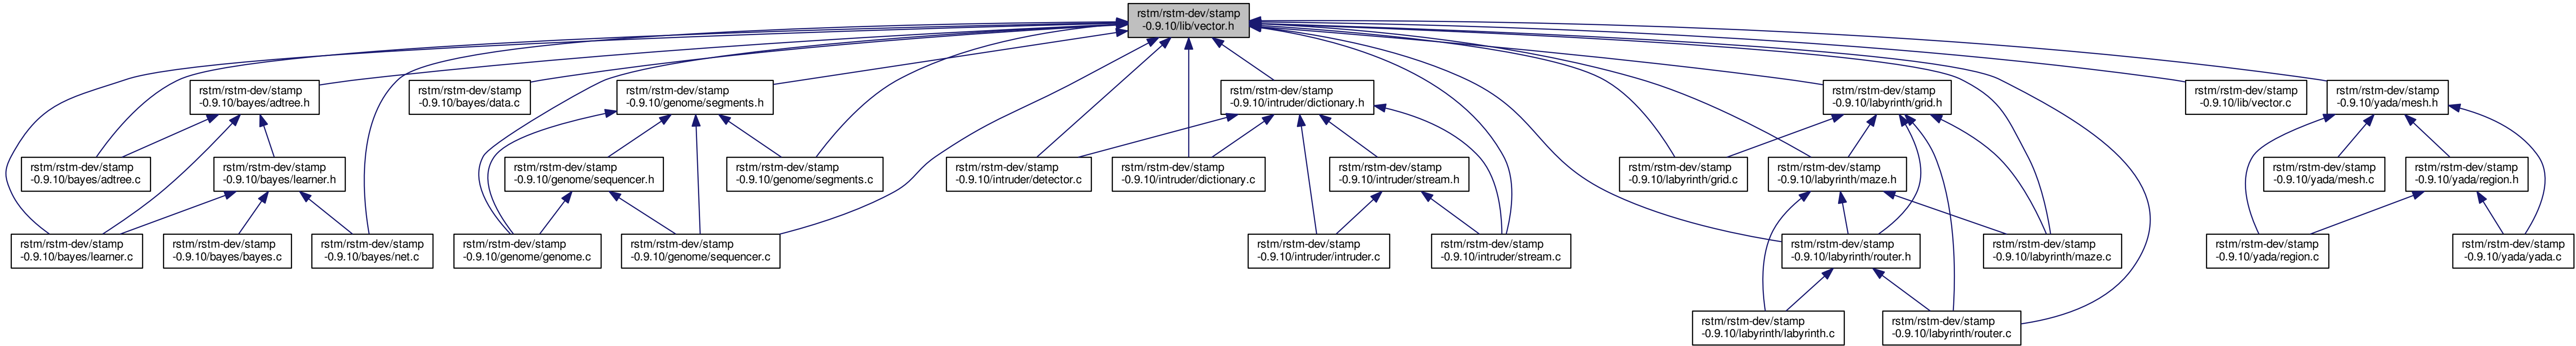 rstm/rstm-dev/stamp
-0.9.10/lib/vector.h
rstm/rstm-dev/stamp
-0.9.10/bayes/adtree.h
rstm/rstm-dev/stamp
-0.9.10/bayes/data.c
rstm/rstm-dev/stamp
-0.9.10/genome/segments.h
rstm/rstm-dev/stamp
-0.9.10/intruder/dictionary.h
rstm/rstm-dev/stamp
-0.9.10/labyrinth/grid.h
rstm/rstm-dev/stamp
-0.9.10/lib/vector.c
rstm/rstm-dev/stamp
-0.9.10/yada/mesh.h
rstm/rstm-dev/stamp
-0.9.10/bayes/adtree.c
rstm/rstm-dev/stamp
-0.9.10/bayes/learner.h
rstm/rstm-dev/stamp
-0.9.10/genome/sequencer.h
rstm/rstm-dev/stamp
-0.9.10/genome/segments.c
rstm/rstm-dev/stamp
-0.9.10/intruder/detector.c
rstm/rstm-dev/stamp
-0.9.10/intruder/dictionary.c
rstm/rstm-dev/stamp
-0.9.10/intruder/stream.h
rstm/rstm-dev/stamp
-0.9.10/labyrinth/grid.c
rstm/rstm-dev/stamp
-0.9.10/labyrinth/maze.h
rstm/rstm-dev/stamp
-0.9.10/yada/mesh.c
rstm/rstm-dev/stamp
-0.9.10/yada/region.h
rstm/rstm-dev/stamp
-0.9.10/bayes/learner.c
rstm/rstm-dev/stamp
-0.9.10/bayes/bayes.c
rstm/rstm-dev/stamp
-0.9.10/bayes/net.c
rstm/rstm-dev/stamp
-0.9.10/genome/genome.c
rstm/rstm-dev/stamp
-0.9.10/genome/sequencer.c
rstm/rstm-dev/stamp
-0.9.10/intruder/intruder.c
rstm/rstm-dev/stamp
-0.9.10/intruder/stream.c
rstm/rstm-dev/stamp
-0.9.10/labyrinth/router.h
rstm/rstm-dev/stamp
-0.9.10/labyrinth/maze.c
rstm/rstm-dev/stamp
-0.9.10/yada/region.c
rstm/rstm-dev/stamp
-0.9.10/yada/yada.c
rstm/rstm-dev/stamp
-0.9.10/labyrinth/labyrinth.c
rstm/rstm-dev/stamp
-0.9.10/labyrinth/router.c